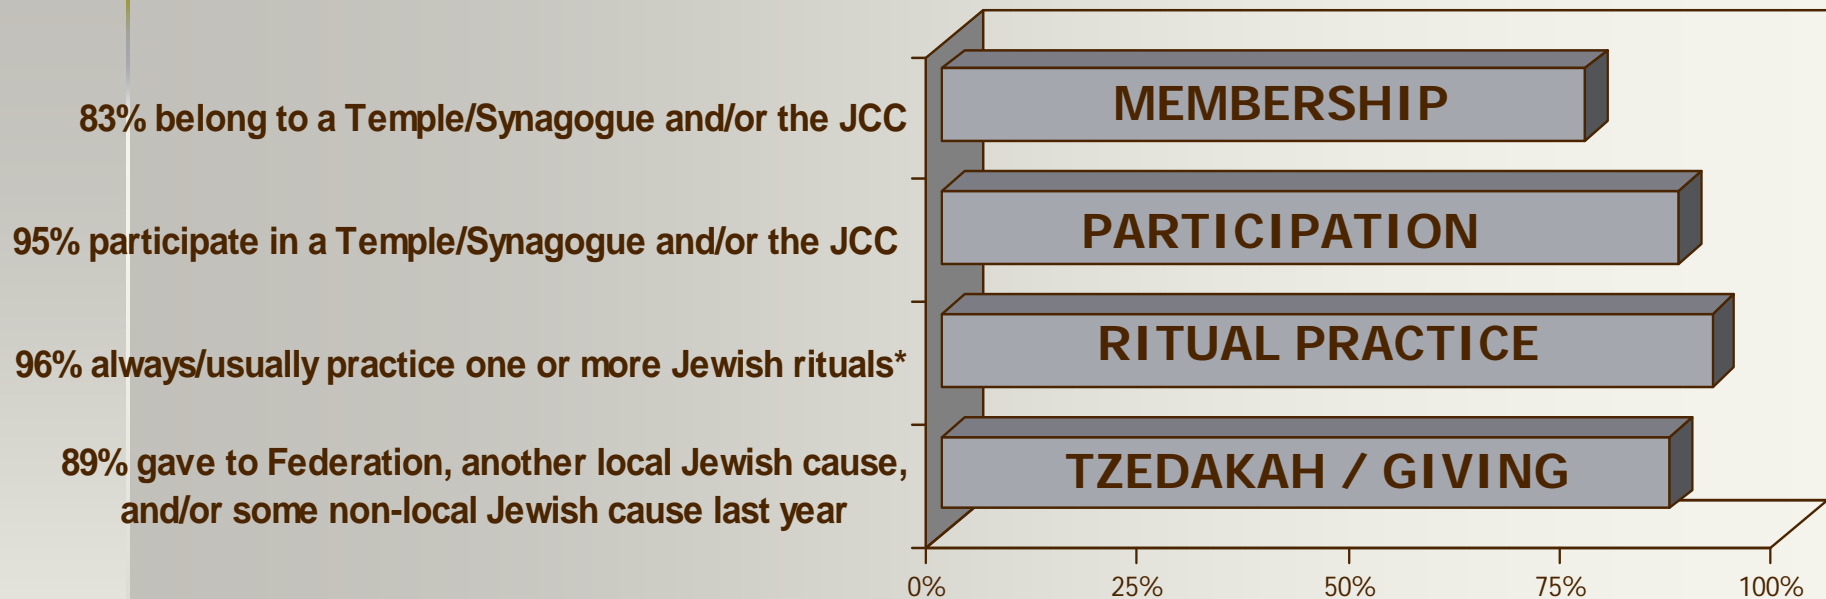 83% belong to a Temple/Synagogue and/or the JCC
MEMBERSHIP
95% participate in a Temple/Synagogue and/or the JCC
PARTICIPATION
96% always/usually practice one or more Jewish rituals*
RITUAL PRACTICE
89% gave to Federation, another local Jewish cause,
and/or some non-local Jewish cause last year
TZEDAKAH / GIVING
0% 25% 50% 75% 100%